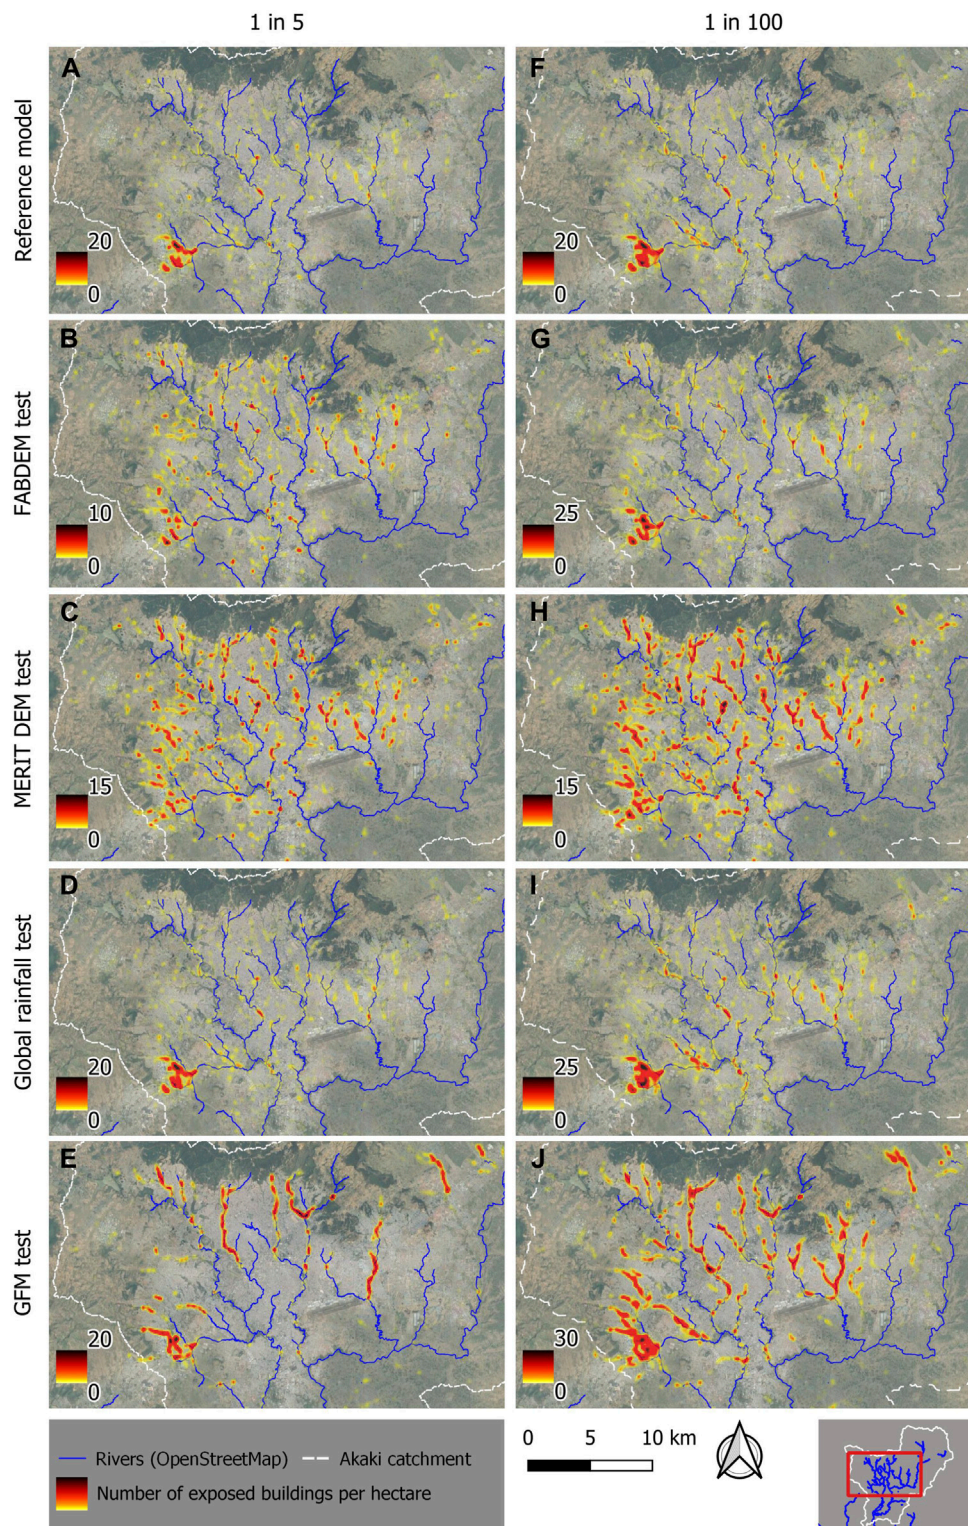 1 in 5
1 in 100
Reference model
A
20
0
F
20
0
FABDEM test
B
10
0
G
25
0
MERIT DEM test
C
15
0
H
15
0
Global rainfall test
D
20
0
I
25
0
GFM test
E
20
0
J
30
0
Rivers (OpenStreetMap)
Akaki catchment
Number of exposed buildings per hectare
0 5 10 km